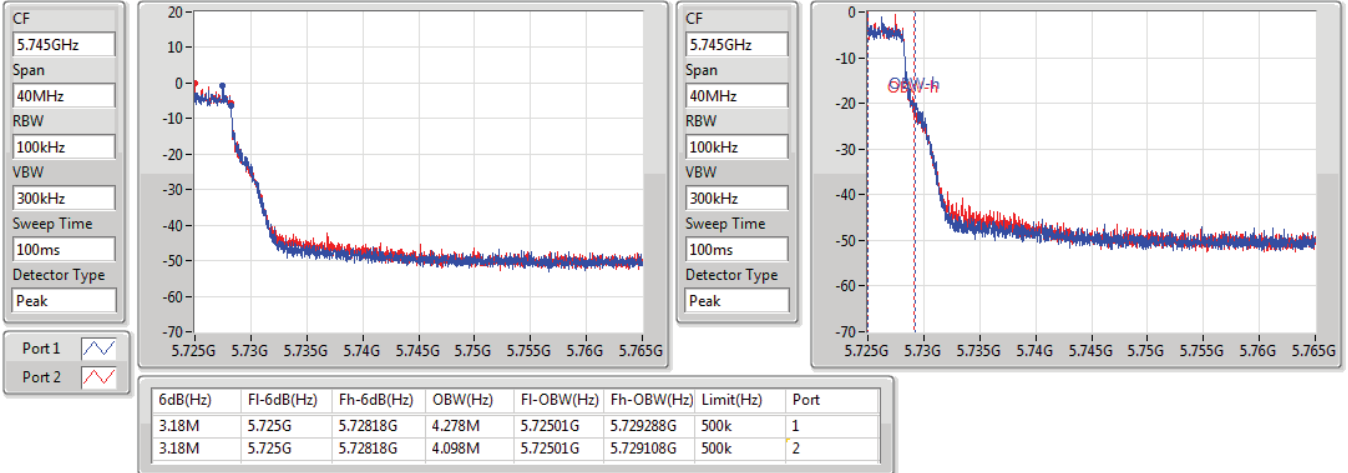 CF
5.745GHz
Span
40MHz
RBW
100kHz
VBW
300kHz
Sweep Time
100ms
Detector Type
Peak
Port 1
Port 2
20
10
0
-10
-20
-30
-40
-50
-60
-70
5.725G 5.73G 5.735G 5.74G 5.745G 5.75G 5.755G 5.76G 5.765G
CF
5.745GHz
Span
40MHz
RBW
100kHz
VBW
300kHz
Sweep Time
100ms
Detector Type
Peak
0
-10
OBW-h
OBW-h
-20
-30
-40
-50
-60
-70
5.725G 5.73G 5.735G 5.74G 5.745G 5.75G 5.755G 5.76G 5.765G
6dB(Hz) Fl-6dB(Hz) Fh-6dB(Hz) OBW(Hz) Fl-OBW(Hz) Fh-OBW(Hz) Limit(Hz) Port
3.18M 5.725G 5.72818G 4.278M 5.72501G 5.729288G 500k 1
3.18M 5.725G 5.72818G 4.098M 5.72501G 5.729108G 500k 2